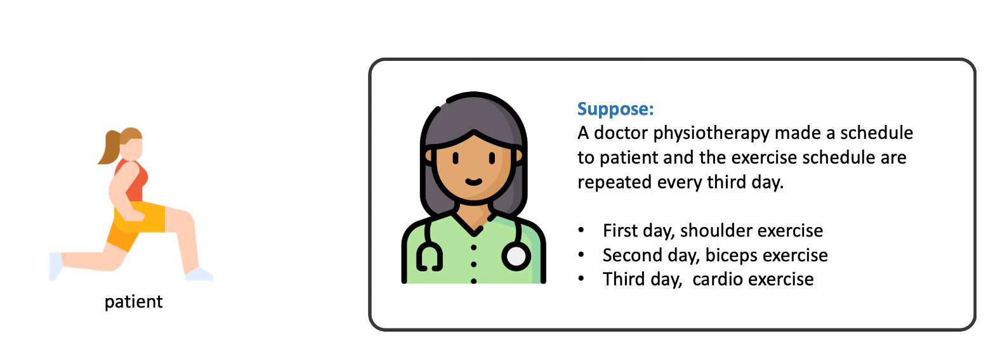 Suppose:
A doctor physiotherapy made a schedule
to patient and the exercise schedule are
repeated every third day.
• First day, shoulder exercise
• Second day, biceps exercise
• Third day,  cardio exercise
patient